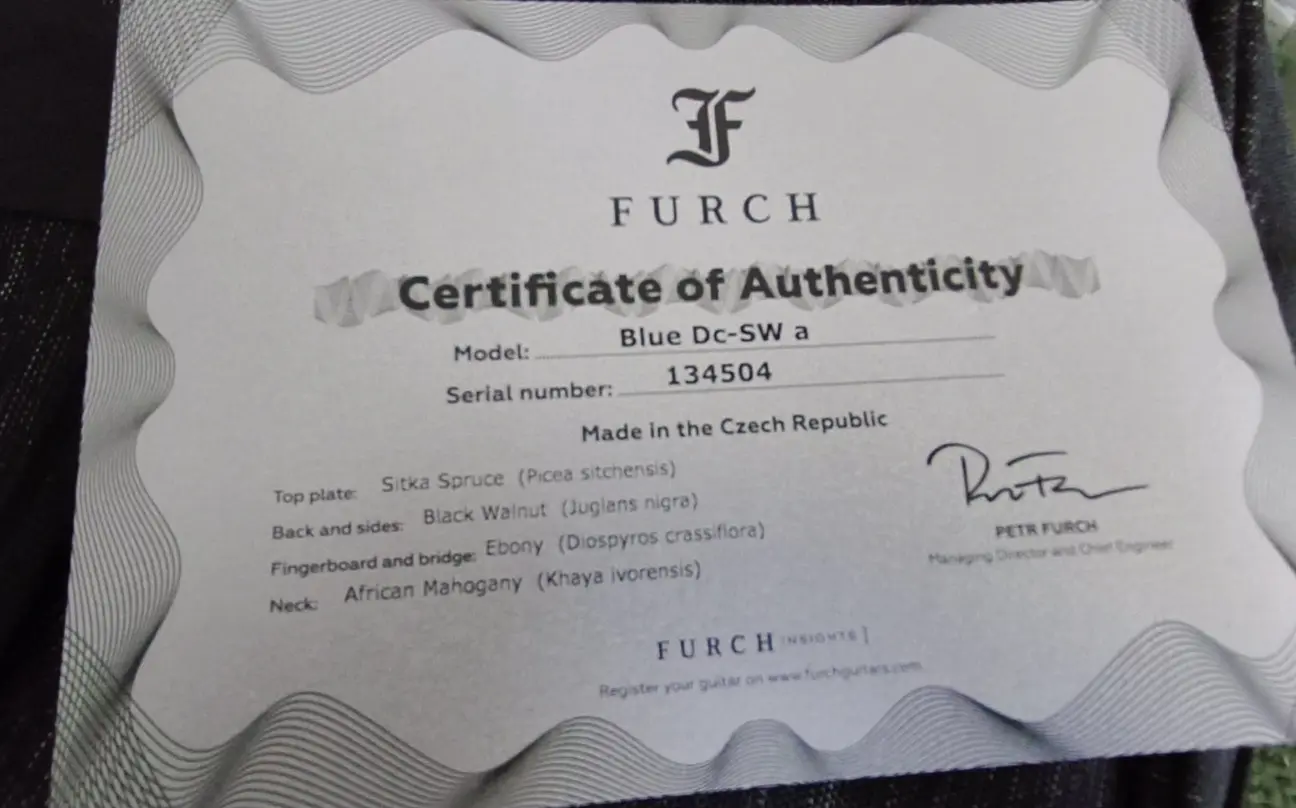 F
FURCH
Certificate of Authenticity
Model: Blue Dc-SW a
Serial number: 134504
Made in the Czech Republic
Top plate: Sitka Spruce (Picea sitchensis)
Back and sides: Black Walnut (Juglans nigra)
Fingerboard and bridge: Ebony (Diospyros crassiflora)
Neck: African Mahogany (Khaya ivorensis)
PETR FURCH
Managing Director and Chief Engineer
FURCH INSIGHTS
Register your guitar on www.furchguitars.com